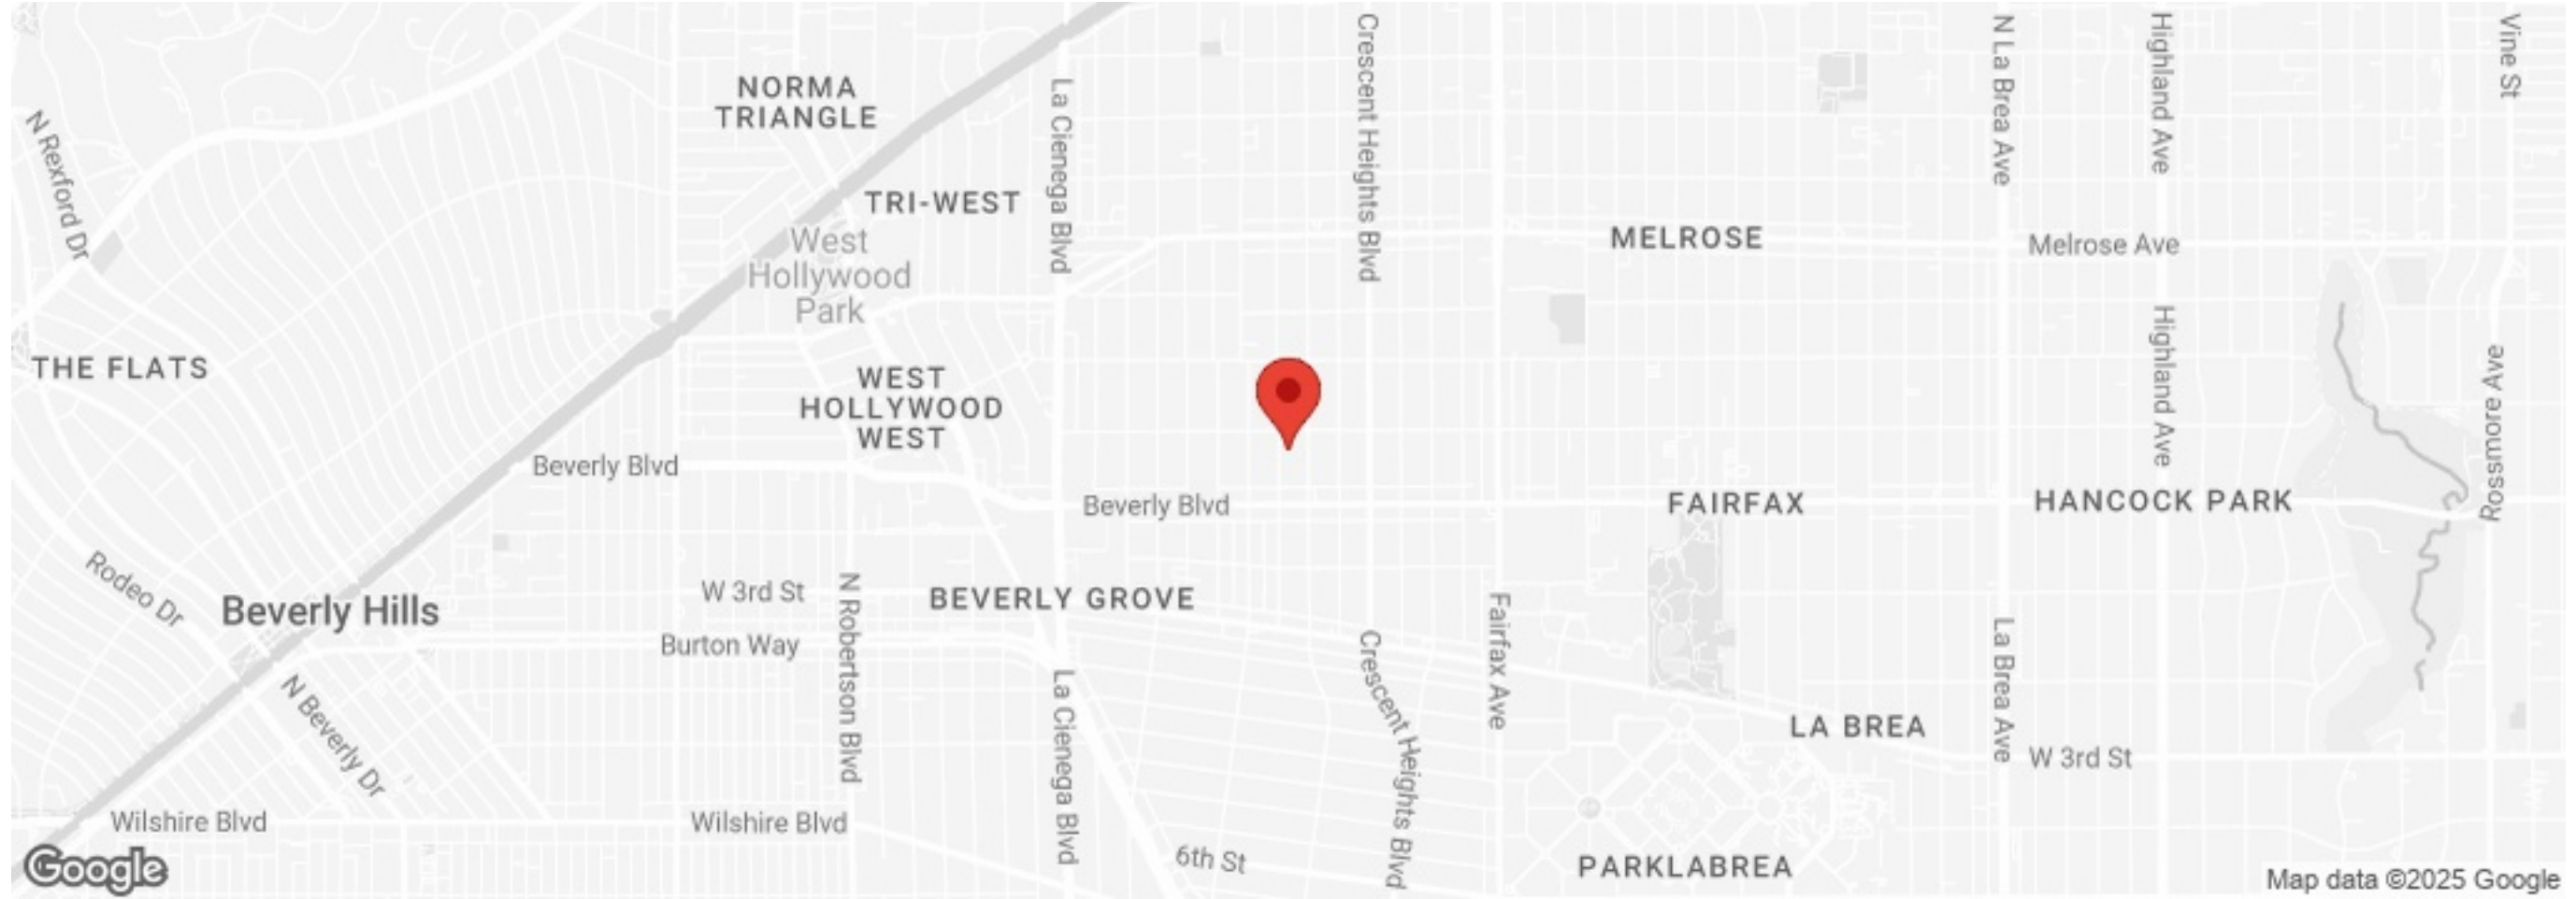 Crescent Heights Blvd
N La Brea Ave
Highland Ave
Vine St
NORMA
TRIANGLE
La Cienega Blvd
N Rexford Dr
TRI-WEST
West
Hollywood
Park
MELROSE
Melrose Ave
THE FLATS
WEST
HOLLYWOOD
WEST
Highland Ave
Rossmore Ave
Beverly Blvd
Beverly Blvd
FAIRFAX
HANCOCK PARK
Rodeo Dr
Beverly Hills
W 3rd St
N Robertson Blvd
BEVERLY GROVE
Burton Way
Crescent Heights Blvd
Fairfax Ave
La Brea Ave
N Beverly Dr
La Cienega Blvd
LA BREA
W 3rd St
Wilshire Blvd
Wilshire Blvd
6th St
PARKLABREA
Google
Map data ©2025 Google